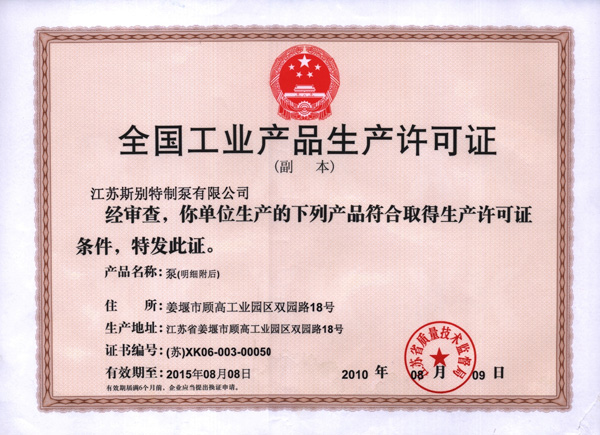 全国工业产品生产许可证
(副 本)
江苏斯别特制泵有限公司
经审查，你单位生产的下列产品符合取得生产许可证
条件，特发此证。
产品名称: 泵(明细附后)
住 所: 姜堰市顾高工业园区双园路18号
生产地址: 江苏省姜堰市顾高工业园区双园路18号
证书编号: (苏)XK06-003-00050
有效期至: 2015年08月08日
2010 年 08 月 09 日
江苏省质量技术监督局
有效期届满6个月前，企业应当提出换证申请。